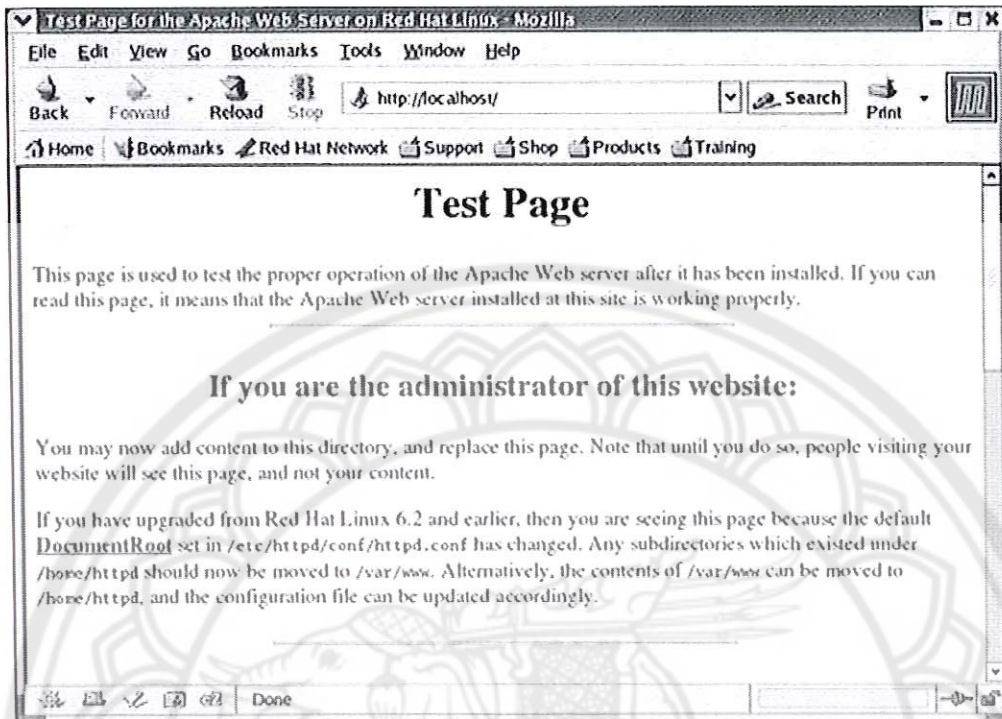 Test Page for the Apache Web Server on Red Hat Linux - Mozilla
File Edit View Go Bookmarks Tools Window Help
Back Forward Reload Stop http://localhost/ Search Print
Home Bookmarks Red Hat Network Support Shop Products Training
Test Page
This page is used to test the proper operation of the Apache Web server after it has been installed. If you can
read this page, it means that the Apache Web server installed at this site is working properly.
If you are the administrator of this website:
You may now add content to this directory, and replace this page. Note that until you do so, people visiting your
website will see this page, and not your content.
If you have upgraded from Red Hat Linux 6.2 and earlier, then you are seeing this page because the default
DocumentRoot set in /etc/httpd/conf/httpd.conf has changed. Any subdirectories which existed under
/home/httpd should now be moved to /var/www. Alternatively, the contents of /var/www can be moved to
/home/httpd, and the configuration file can be updated accordingly.
Done